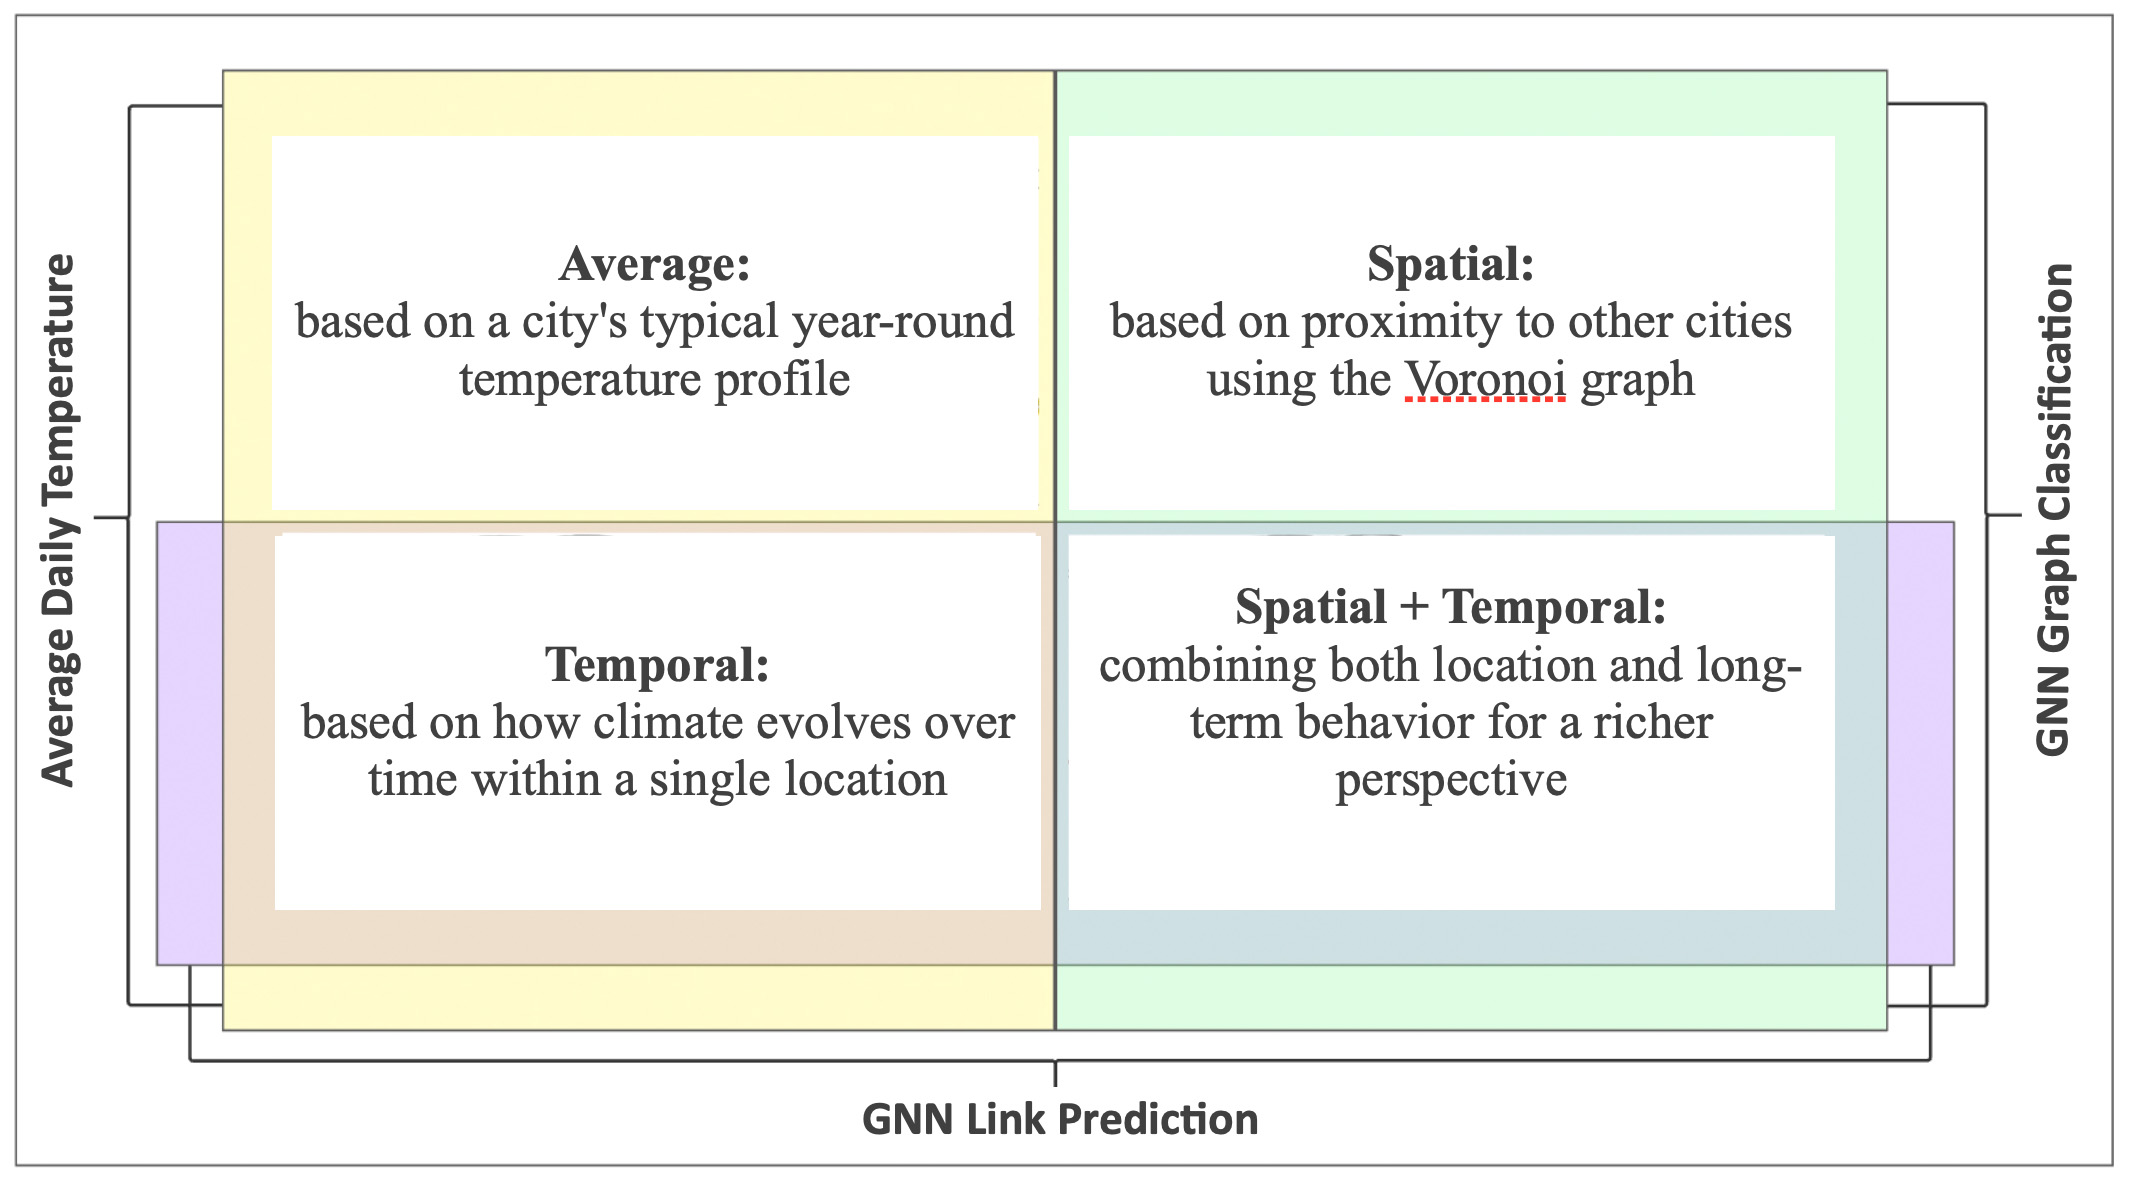 Average Daily Temperature
Average:
based on a city's typical year-round
temperature profile
Spatial:
based on proximity to other cities
using the Voronoi graph
Temporal:
based on how climate evolves over
time within a single location
Spatial + Temporal:
combining both location and long-
term behavior for a richer
perspective
GNN Graph Classification
GNN Link Prediction